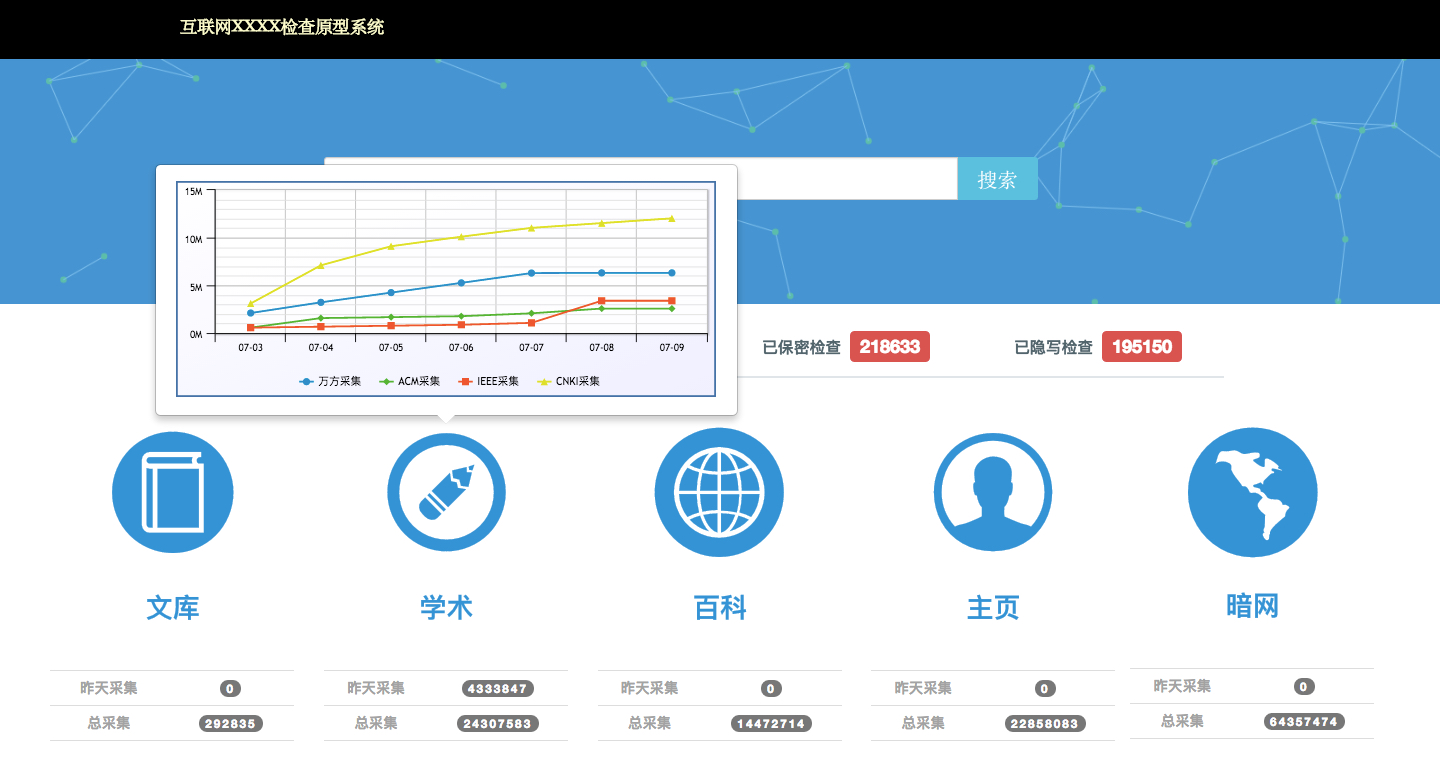 互联网XXXX检查原型系统
搜索
15M
10M
5M
0M
07-03 07-04 07-05 07-06 07-07 07-08 07-09
万方采集 ACM采集 IEEE采集 CNKI采集
已保密检查 218633 已隐写检查 195150
文库 学术 百科 主页 暗网
昨天采集 0 昨天采集 4333847 昨天采集 0 昨天采集 0 昨天采集 0
总采集 292835 总采集 24307583 总采集 14472714 总采集 22858083 总采集 64357474